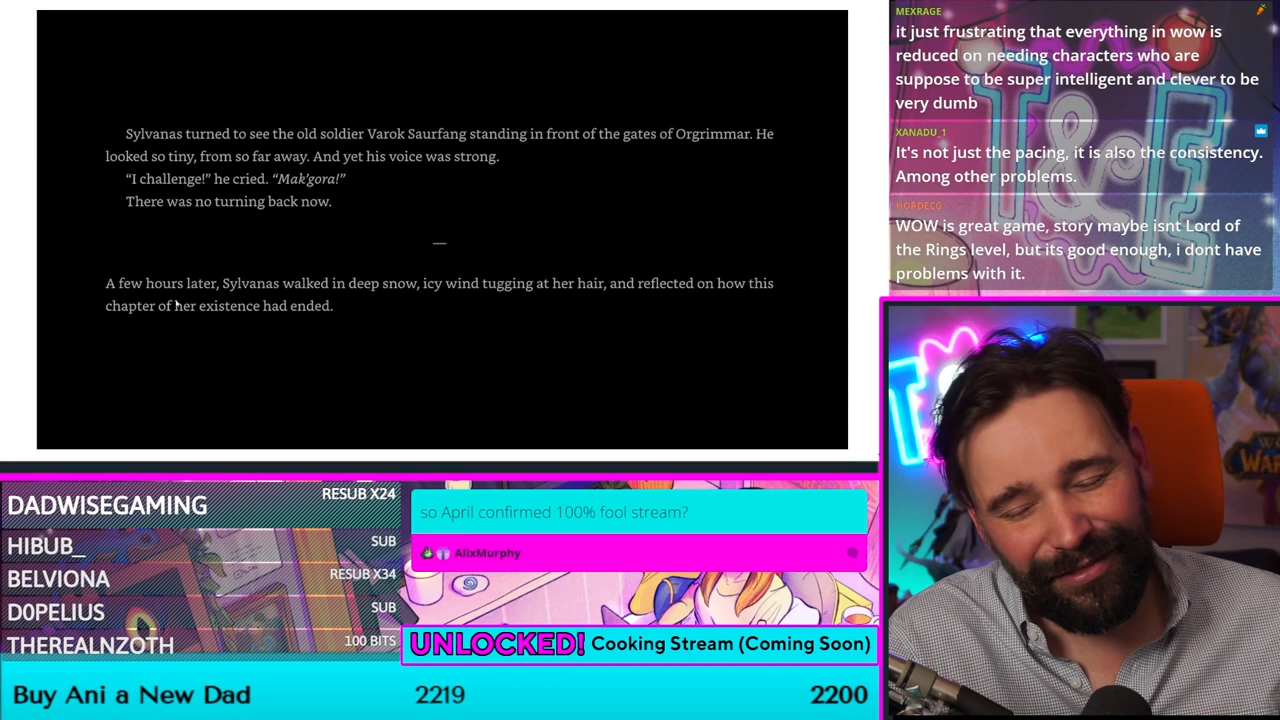 Sylvanas turned to see the old soldier Varok Saurfang standing in front of the gates of Orgrimmar. He
looked so tiny, from so far away. And yet his voice was strong.
“I challenge!” he cried. “Mak'gora!”
There was no turning back now.
—
A few hours later, Sylvanas walked in deep snow, icy wind tugging at her hair, and reflected on how this
chapter of her existence had ended.
MEXRAGE
it just frustrating that everything in wow is
reduced on needing characters who are
suppose to be super intelligent and clever to be
very dumb
XANADU_1
It's not just the pacing, it is also the consistency.
Among other problems.
HORDECG
WOW is great game, story maybe isnt Lord of
the Rings level, but its good enough, i dont have
problems with it.
T&E
DADWISEGAMING RESUB X24
HIBUB_ SUB
BELVIONA RESUB X34
D0PELIUS SUB
THEREALNZOTH 100 BITS
so April confirmed 100% fool stream?
AlixMurphy
UNLOCKED! Cooking Stream (Coming Soon)
Buy Ani a New Dad 2219 2200